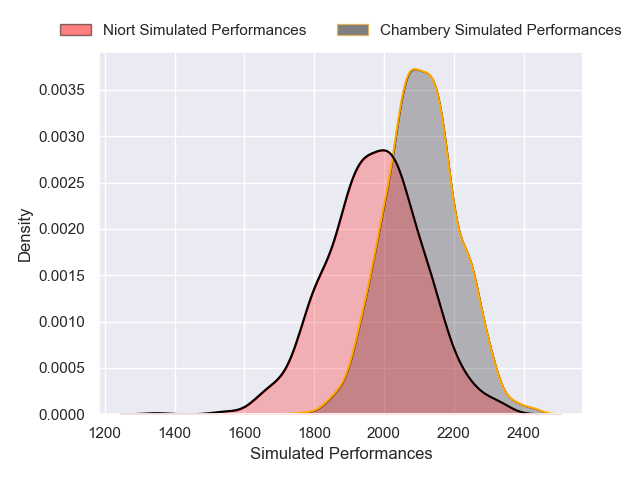 Niort Simulated Performances
Chambery Simulated Performances
0.0035
0.0030
0.0025
0.0020
0.0015
0.0010
0.0005
0.0000
Density
1200 1400 1600 1800 2000 2200 2400
Simulated Performances